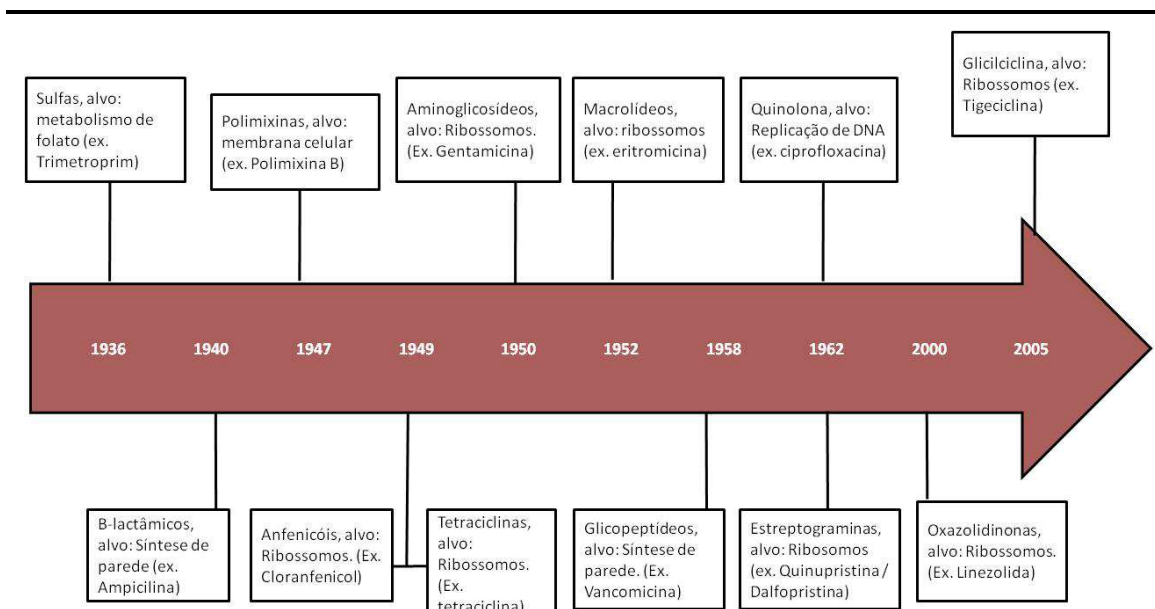 Sulfas, alvo:
metabolismo de
folato (ex.
Trimetroprim)
Polimixinas, alvo:
membrana celular
(ex. Polimixina B)
Aminoglicosídeos,
alvo: Ribossomos.
(Ex. Gentamicina)
Macrolídeos,
alvo: ribossomos
(ex. eritromicina)
Quinolona, alvo:
Replicação de DNA
(ex. ciprofloxacina)
Glicilciclina, alvo:
Ribossomos (ex.
Tigeciclina)
1936
1940
1947
1949
1950
1952
1958
1962
2000
2005
B-lactâmicos,
alvo: Síntese de
parede (ex.
Ampicilina)
Anfenicóis, alvo:
Ribossomos. (Ex.
Cloranfenicol)
Tetraciclinas,
alvo:
Ribossomos.
(Ex.
tetraciclina)
Glicopeptídeos,
alvo: Síntese de
parede. (Ex.
Vancomicina)
Estreptograminas,
alvo: Ribosomos
(ex. Quinupristina /
Dalfopristina)
Oxazolidinonas,
alvo: Ribossomos.
(Ex. Linezolida)